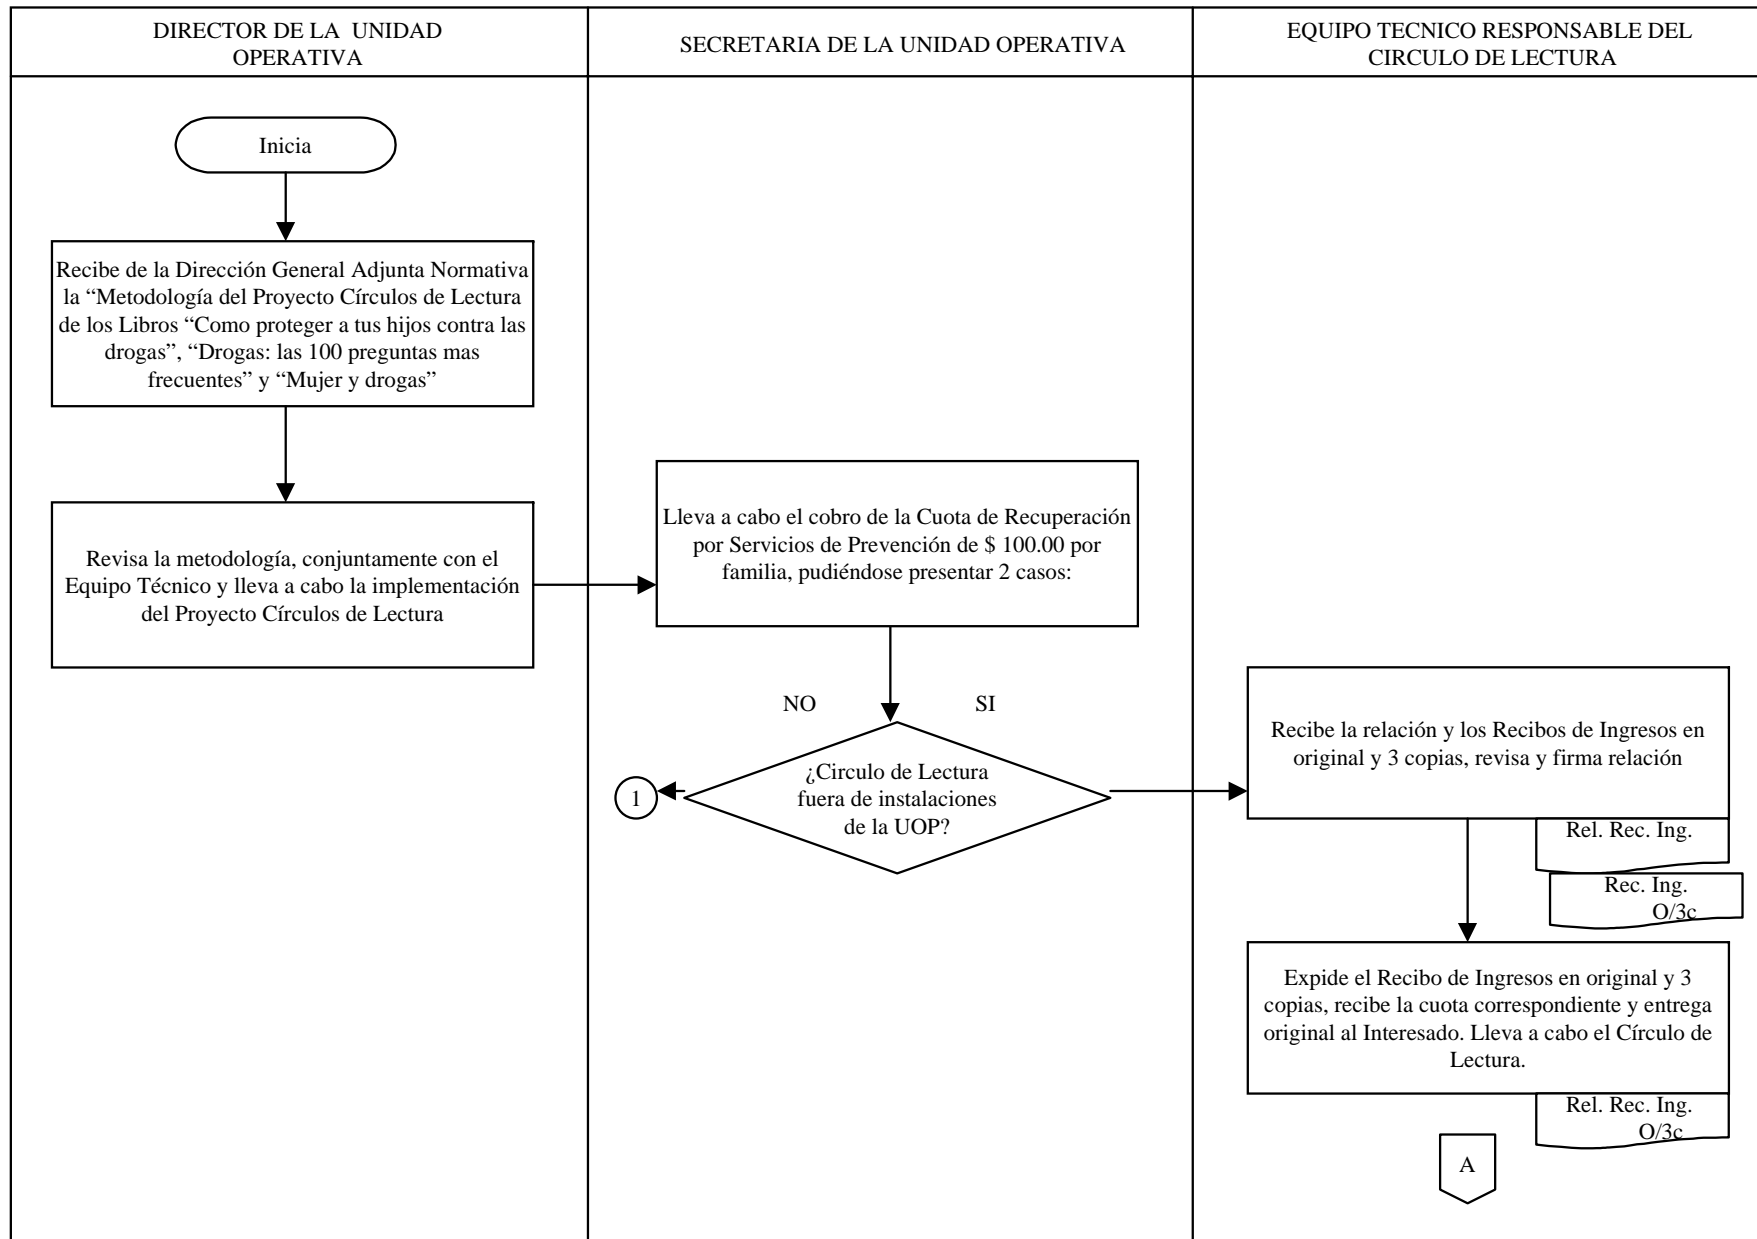 DIRECTOR DE LA UNIDAD
OPERATIVA
SECRETARIA DE LA UNIDAD OPERATIVA
EQUIPO TECNICO RESPONSABLE DEL
CIRCULO DE LECTURA
Inicia
Recibe de la Dirección General Adjunta Normativa
la “Metodología del Proyecto Círculos de Lectura
de los Libros “Como proteger a tus hijos contra las
drogas”, “Drogas: las 100 preguntas mas
frecuentes” y “Mujer y drogas”
Revisa la metodología, conjuntamente con el
Equipo Técnico y lleva a cabo la implementación
del Proyecto Círculos de Lectura
Lleva a cabo el cobro de la Cuota de Recuperación
por Servicios de Prevención de $ 100.00 por
familia, pudiéndose presentar 2 casos:
NO
SI
¿Circulo de Lectura
fuera de instalaciones
de la UOP?
1
Recibe la relación y los Recibos de Ingresos en
original y 3 copias, revisa y firma relación
Rel. Rec. Ing.
Rec. Ing.
O/3c
Expide el Recibo de Ingresos en original y 3
copias, recibe la cuota correspondiente y entrega
original al Interesado. Lleva a cabo el Círculo de
Lectura.
Rel. Rec. Ing.
O/3c
A